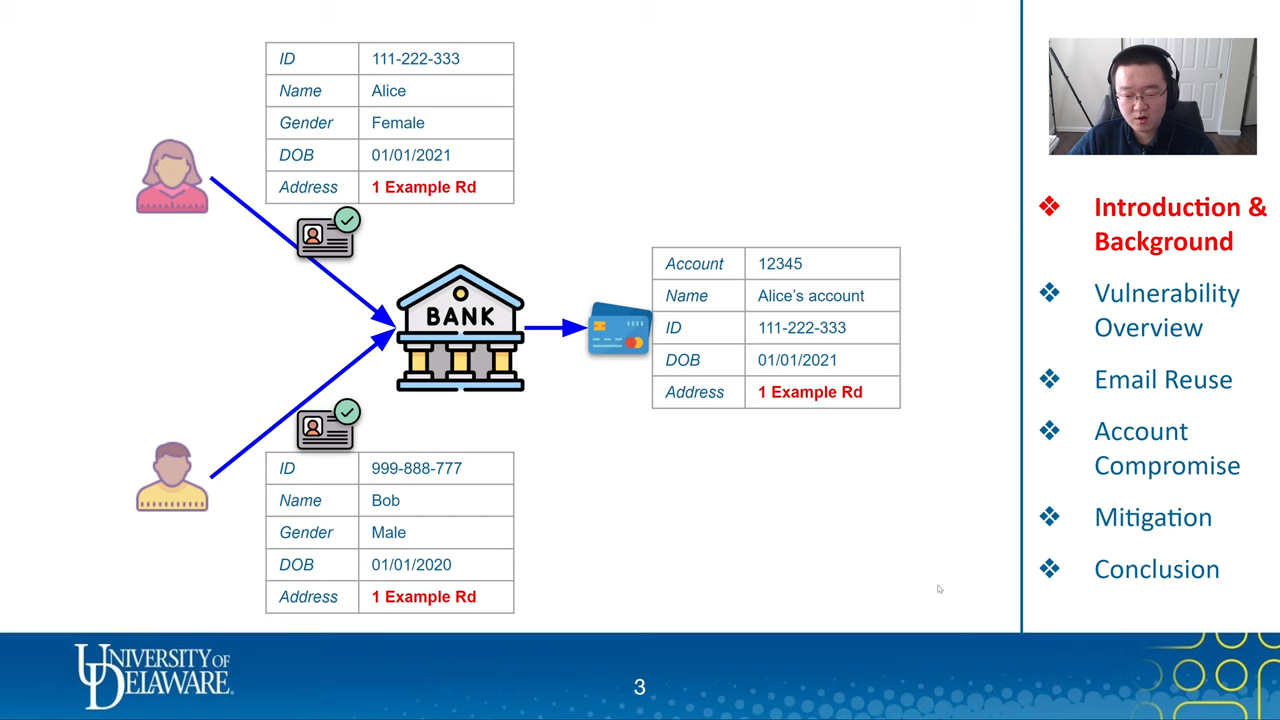 ID 111-222-333
Name Alice
Gender Female
DOB 01/01/2021
Address 1 Example Rd
BANK
Account 12345
Name Alice’s account
ID 111-222-333
DOB 01/01/2021
Address 1 Example Rd
ID 999-888-777
Name Bob
Gender Male
DOB 01/01/2020
Address 1 Example Rd
❖ Introduction &
Background
❖ Vulnerability
Overview
❖ Email Reuse
❖ Account
Compromise
❖ Mitigation
❖ Conclusion
UNIVERSITY OF
DELAWARE
3